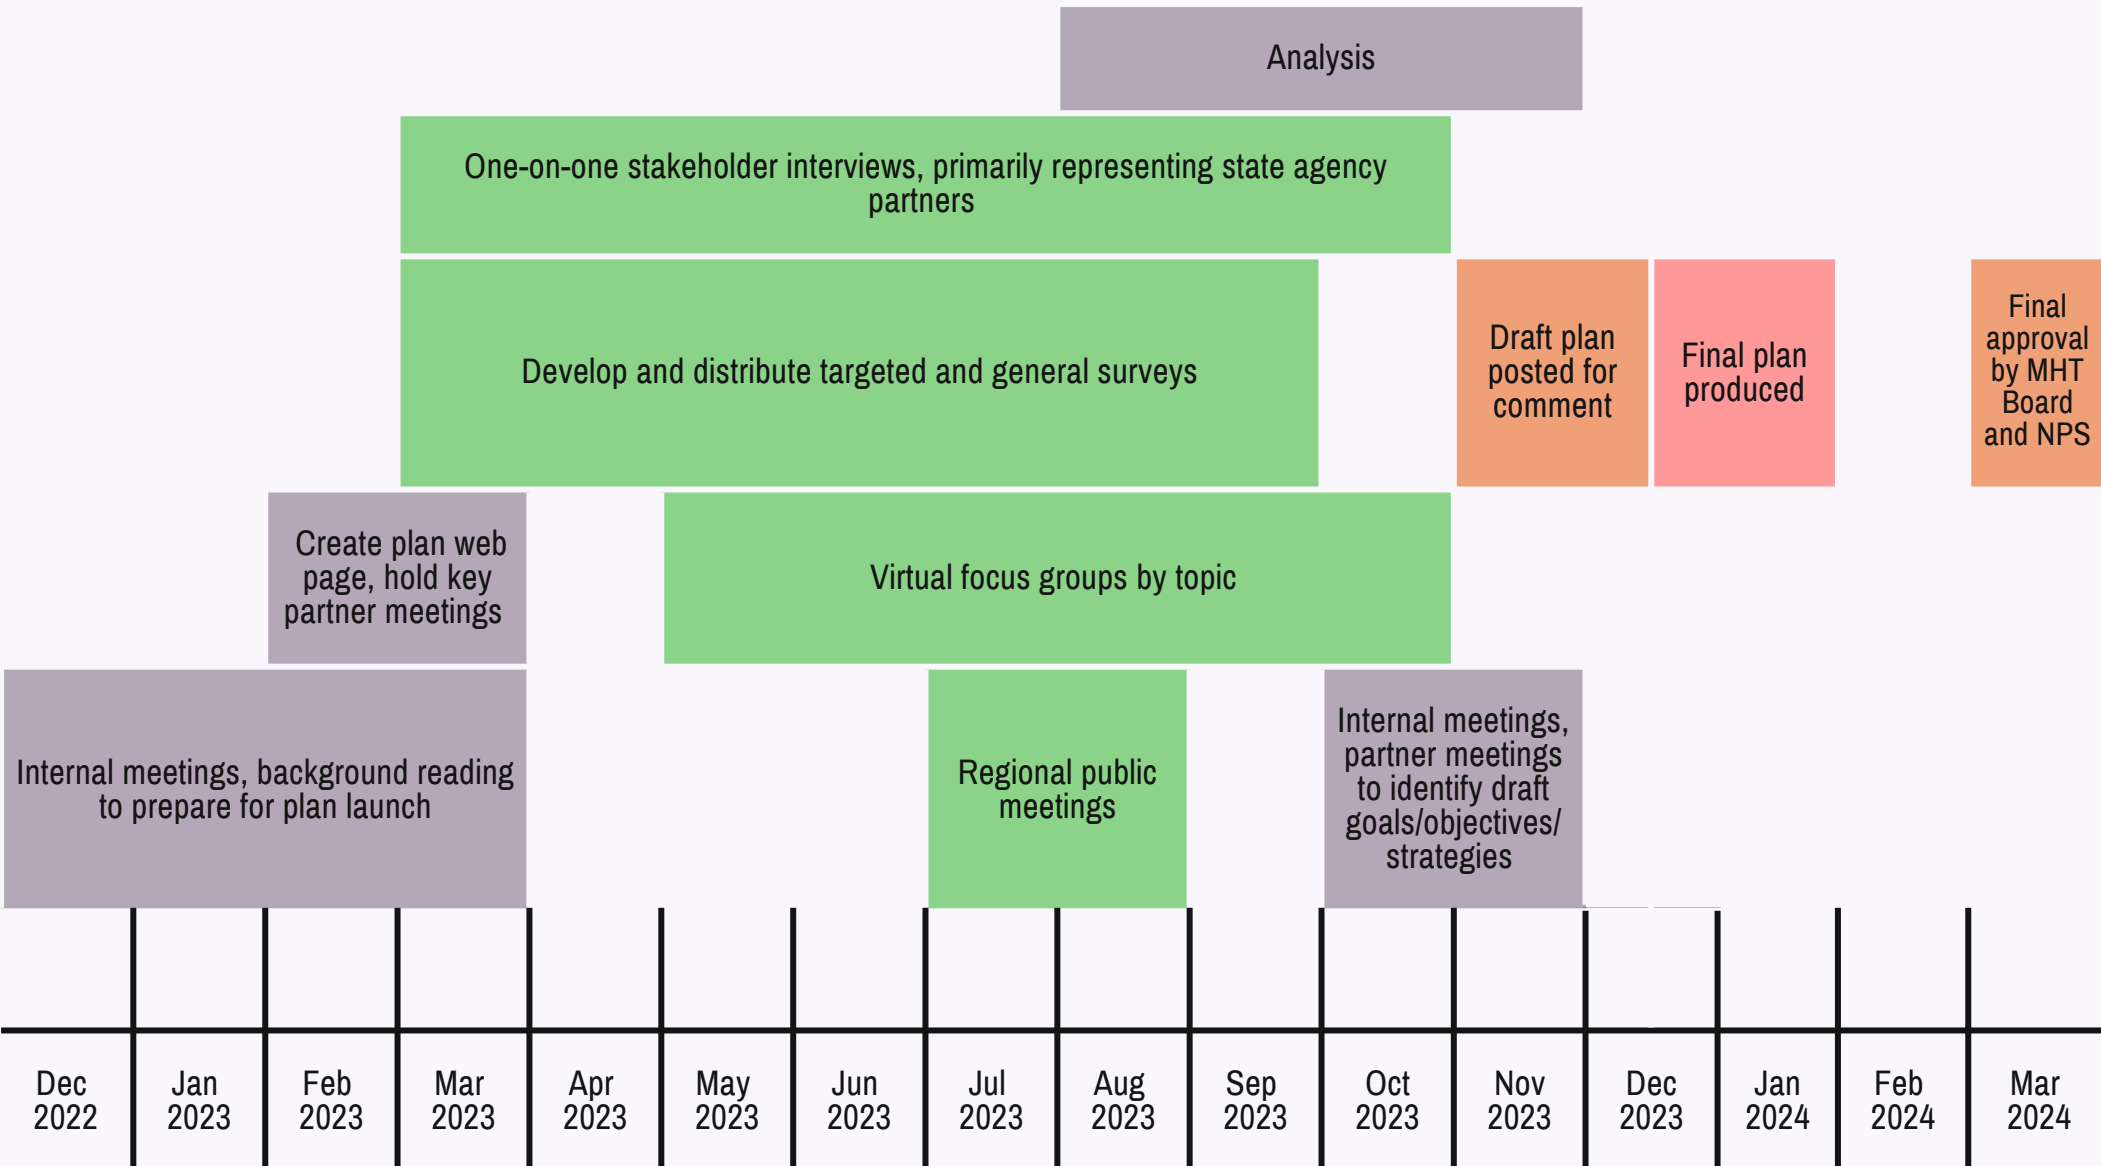 Analysis
One-on-one stakeholder interviews, primarily representing state agency
partners
Develop and distribute targeted and general surveys
Draft plan
posted for
comment
Final plan
produced
Final
approval
by MHT
Board
and NPS
Create plan web
page, hold key
partner meetings
Virtual focus groups by topic
Internal meetings, background reading
to prepare for plan launch
Regional public
meetings
Internal meetings,
partner meetings
to identify draft
goals/objectives/
strategies
Dec
2022
Jan
2023
Feb
2023
Mar
2023
Apr
2023
May
2023
Jun
2023
Jul
2023
Aug
2023
Sep
2023
Oct
2023
Nov
2023
Dec
2023
Jan
2024
Feb
2024
Mar
2024